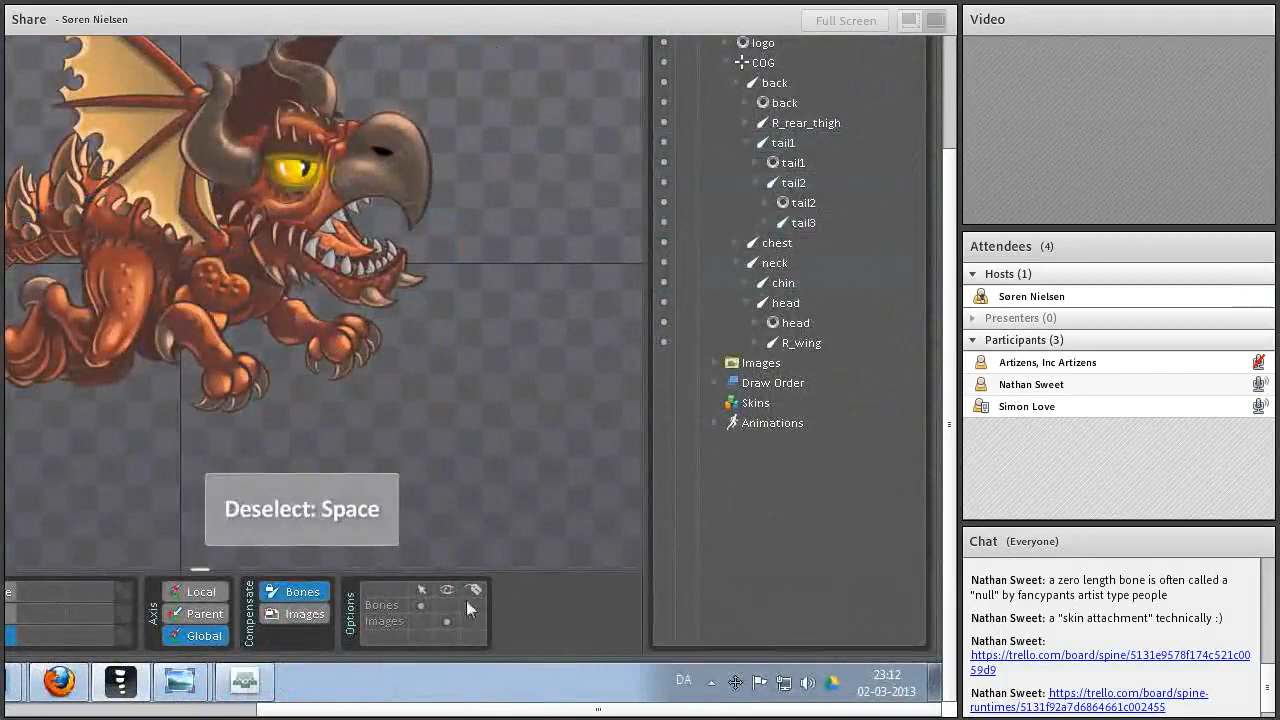 Share - Søren Nielsen
Full Screen
logo
COG
back
back
R_rear_thigh
tail1
tail1
tail2
tail2
tail3
chest
neck
chin
head
head
R_wing
Images
Draw Order
Skins
Animations
Deselect: Space
e
Axis
Local
Parent
Global
Compensate
Bones
Images
Options
Bones
Images
DA
23:12
02-03-2013
Video
Attendees (4)
Hosts (1)
Søren Nielsen
Presenters (0)
Participants (3)
Artizens, Inc Artizens
Nathan Sweet
Simon Love
Chat (Everyone)
Nathan Sweet: a zero length bone is often called a
"null" by fancypants artist type people
Nathan Sweet: a "skin attachment" technically :)
Nathan Sweet:
https://trello.com/board/spine/5131e9578f174c521c00
59d9
Nathan Sweet: https://trello.com/board/spine-
runtimes/5131f92a7d6864661c002455